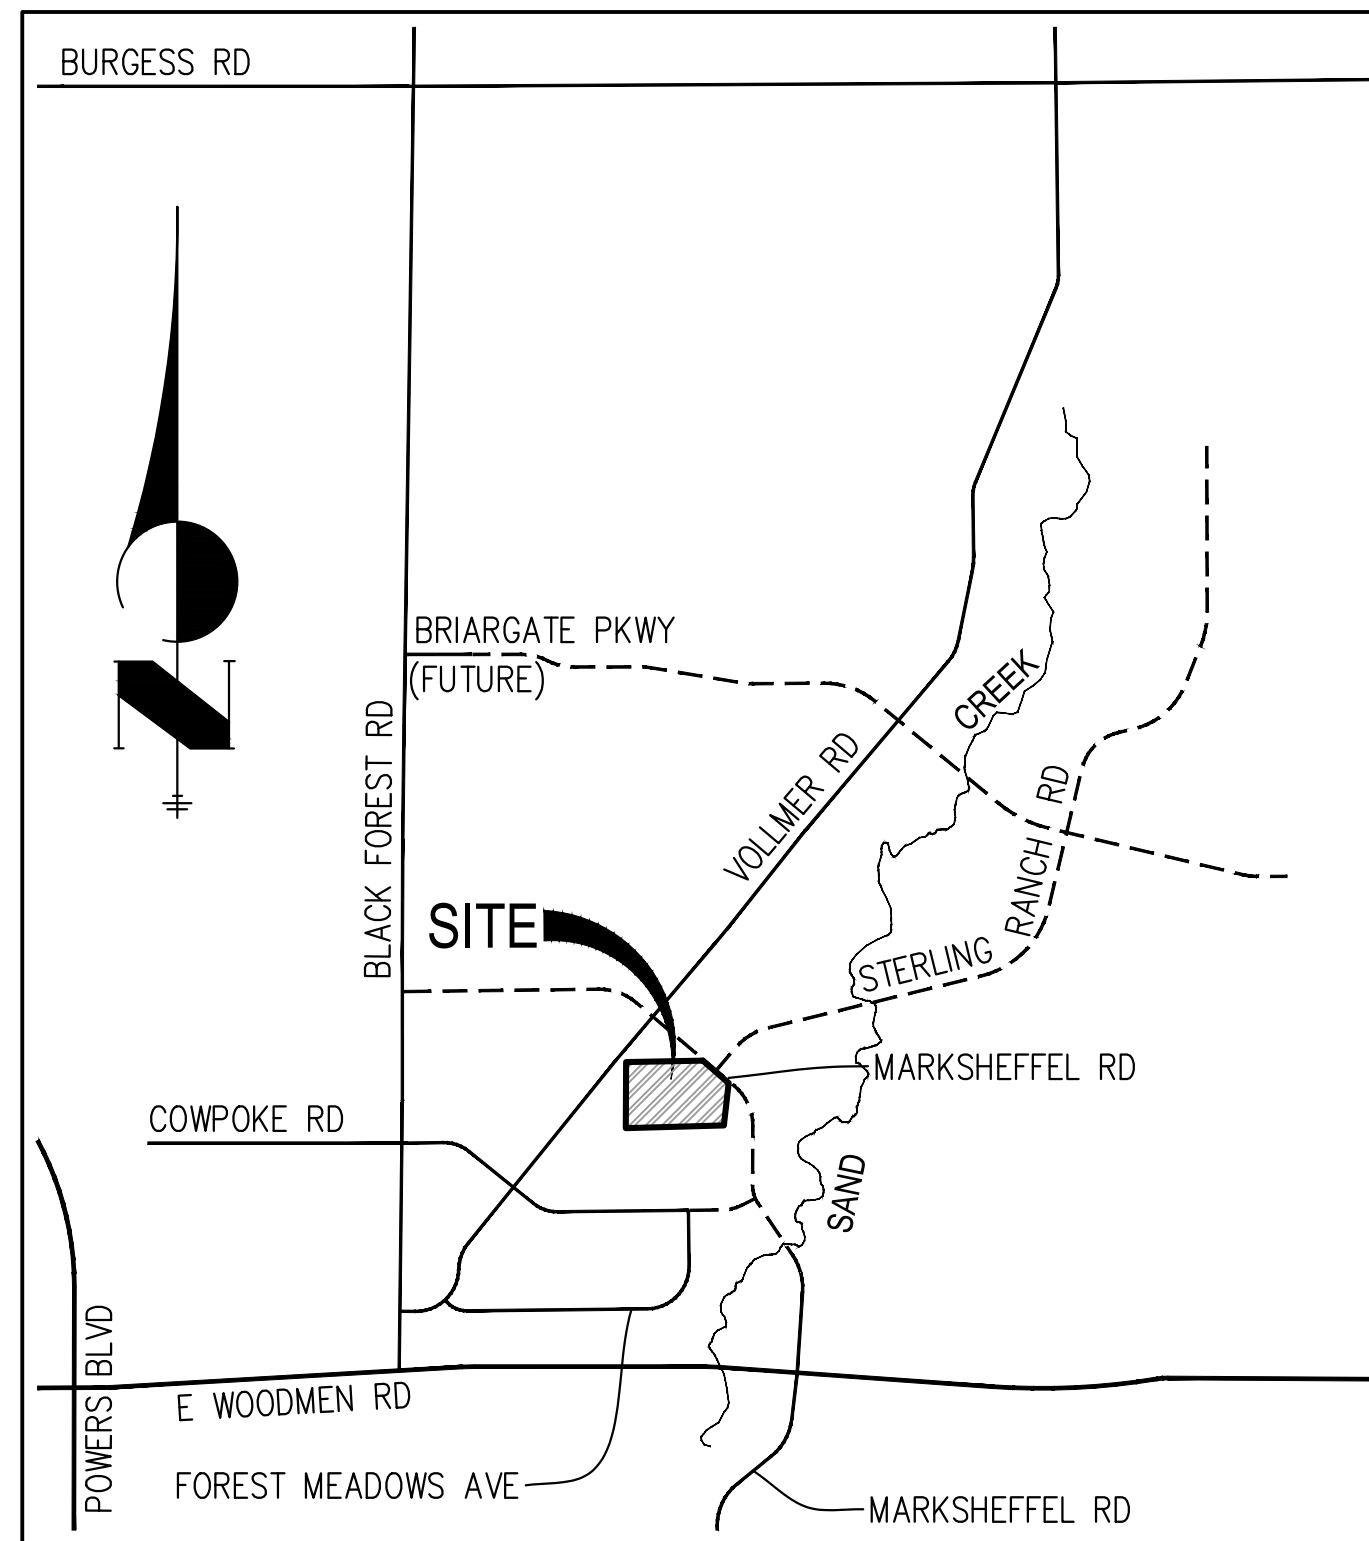 BURGESS RD
BRIARGATE PKWY
(FUTURE)
CREEK
BLACK FOREST RD
VOLLMER RD
STERLING RANCH RD
SITE
N
MARKSHEFFEL RD
COWPOKE RD
SAND
POWERS BLVD
E WOODMEN RD
FOREST MEADOWS AVE
MARKSHEFFEL RD